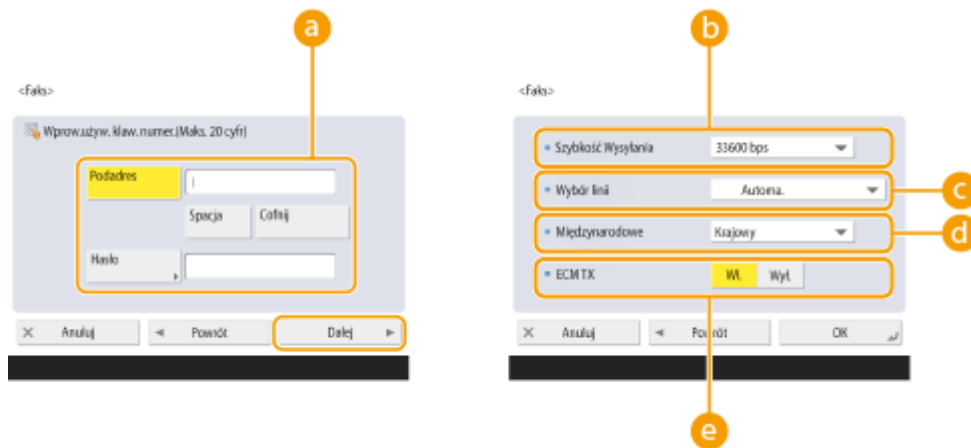 a
<Faks>
Wprow.używ. klaw. numer.(Maks. 20 cyfr)
Podadres
Spacja Cofnij
Hasło
Anuluj Powrót Dalej
b
<Faks>
Szybkość Wysyłania 33600 bps
Wybór linii Automa.
c
Międzynarodowe Krajowy
d
ECM TX Wł. Wył.
Anuluj Powrót OK
e